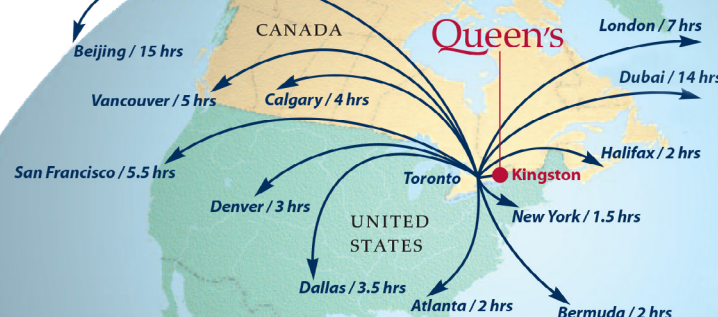 CANADA
Queen's
London / 7 hrs
Beijing / 15 hrs
Dubai / 14 hrs
Vancouver / 5 hrs
Calgary / 4 hrs
Halifax / 2 hrs
San Francisco / 5.5 hrs
Toronto
Kingston
Denver / 3 hrs
New York / 1.5 hrs
UNITED
STATES
Dallas / 3.5 hrs
Atlanta / 2 hrs
Bermuda / 2 hrs